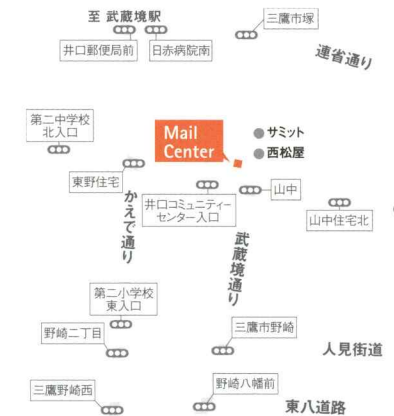 至 武蔵境駅
三鷹市塚
井口郵便局前
日赤病院南
連雀通り
第二中学校
北入口
Mail
Center
サミット
西松屋
東野住宅
井口コミュニティー
センター入口
山中
山中住宅北
かえで通り
武蔵境通り
第二小学校
東入口
野崎二丁目
三鷹市野崎
人見街道
三鷹野崎西
野崎八幡前
東八道路